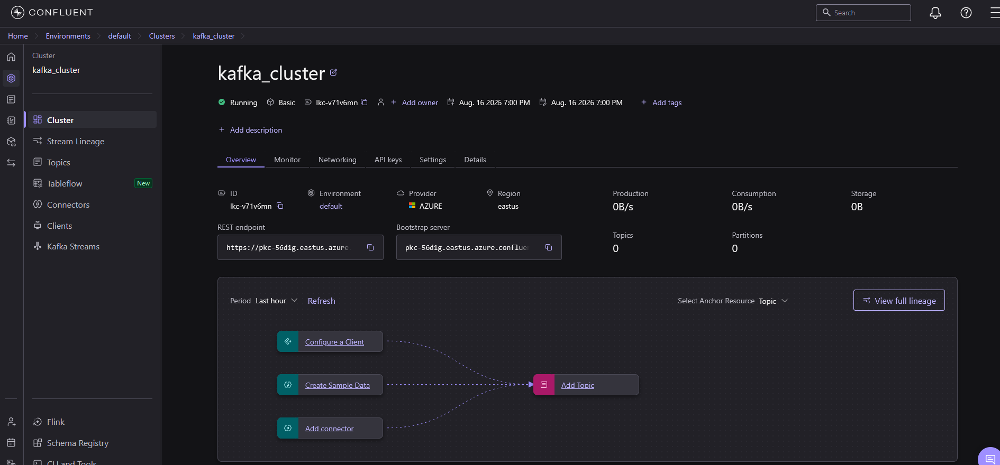 CONFLUENT
Search
Home
Environments
default
Clusters
kafka_cluster
Cluster
kafka_cluster
Cluster
Stream Lineage
Topics
Tableflow New
Connectors
Clients
Kafka Streams
Flink
Schema Registry
CLI and Tools
kafka_cluster
Running Basic lkc-v71v6mn + Add owner Aug. 16 2026 7:00 PM Aug. 16 2026 7:00 PM + Add tags
+ Add description
Overview Monitor Networking API keys Settings Details
ID Environment Provider Region
lkc-v71v6mn default AZURE eastus
REST endpoint Bootstrap server
https://pkc-56d1g.eastus.azure. pkc-56d1g.eastus.azure.confluen
Production Consumption Storage
0B/s 0B/s 0B
Topics Partitions
0 0
Period Last hour Refresh Select Anchor Resource Topic View full lineage
Configure a Client
Create Sample Data
Add connector
Add Topic